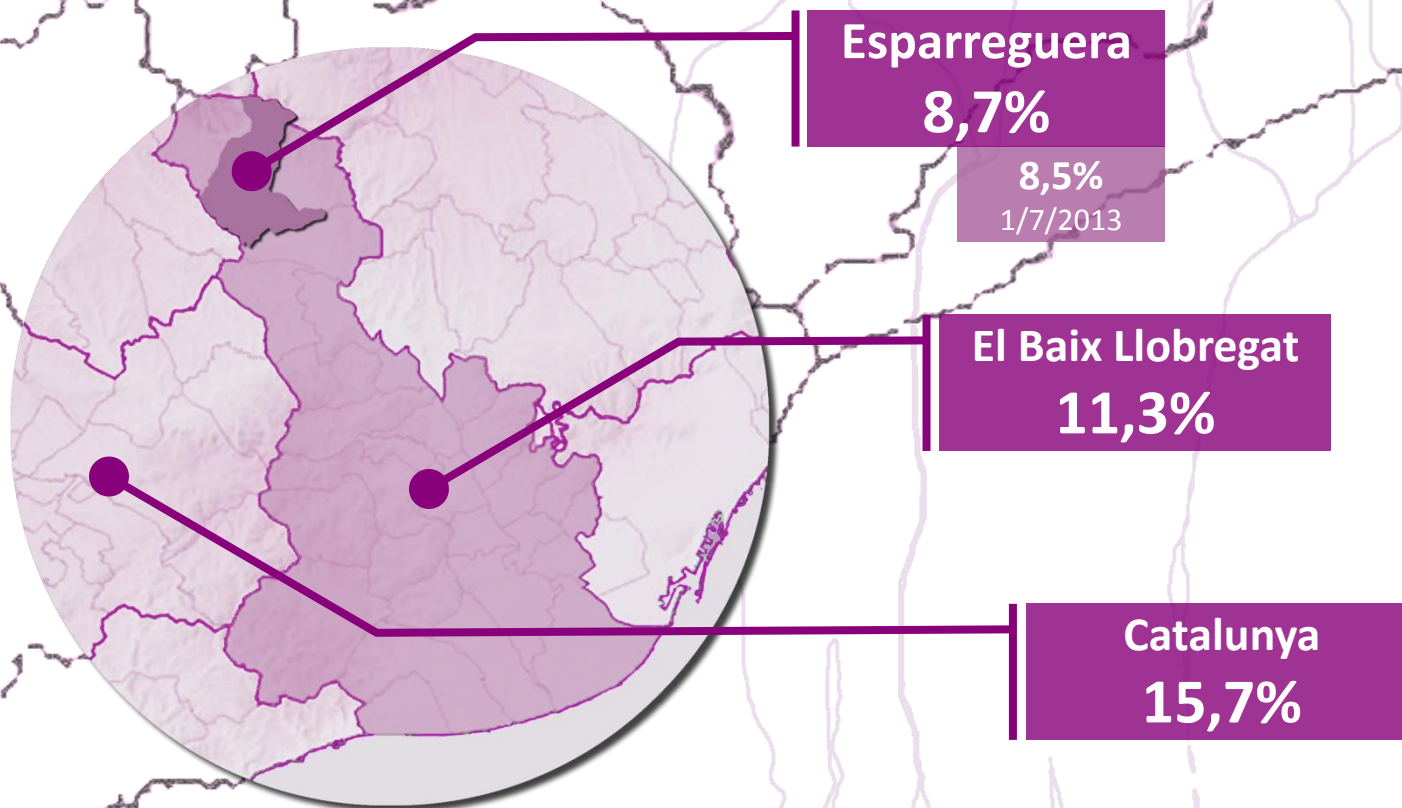 Esparreguera
8,7%
8,5%
1/7/2013
El Baix Llobregat
11,3%
Catalunya
15,7%